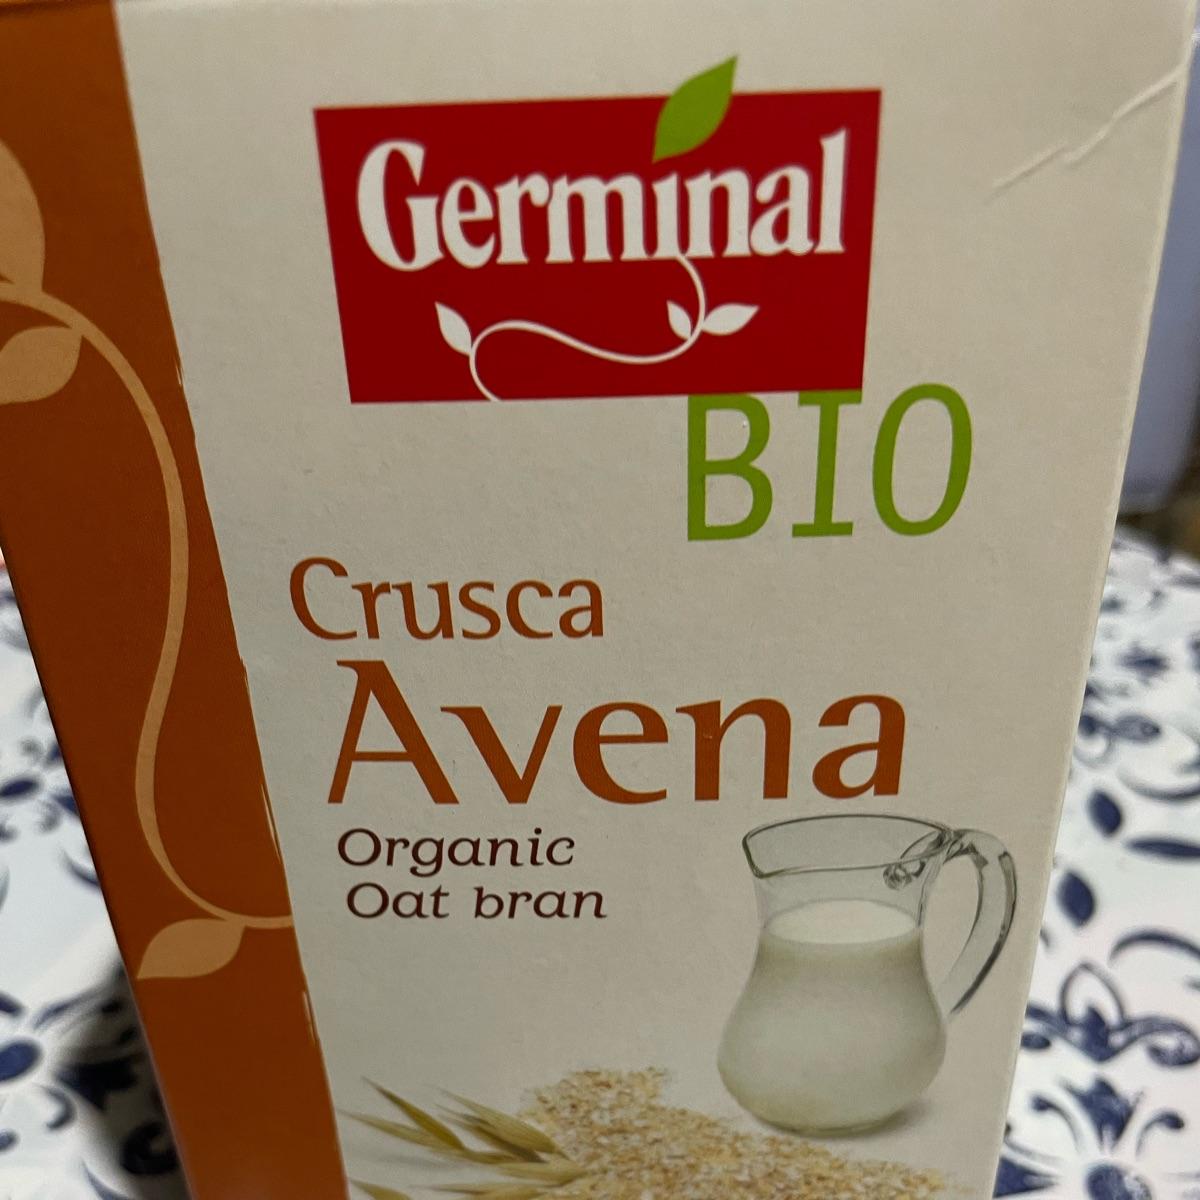 Germinal
BIO
Crusca
Avena
Organic
Oat bran